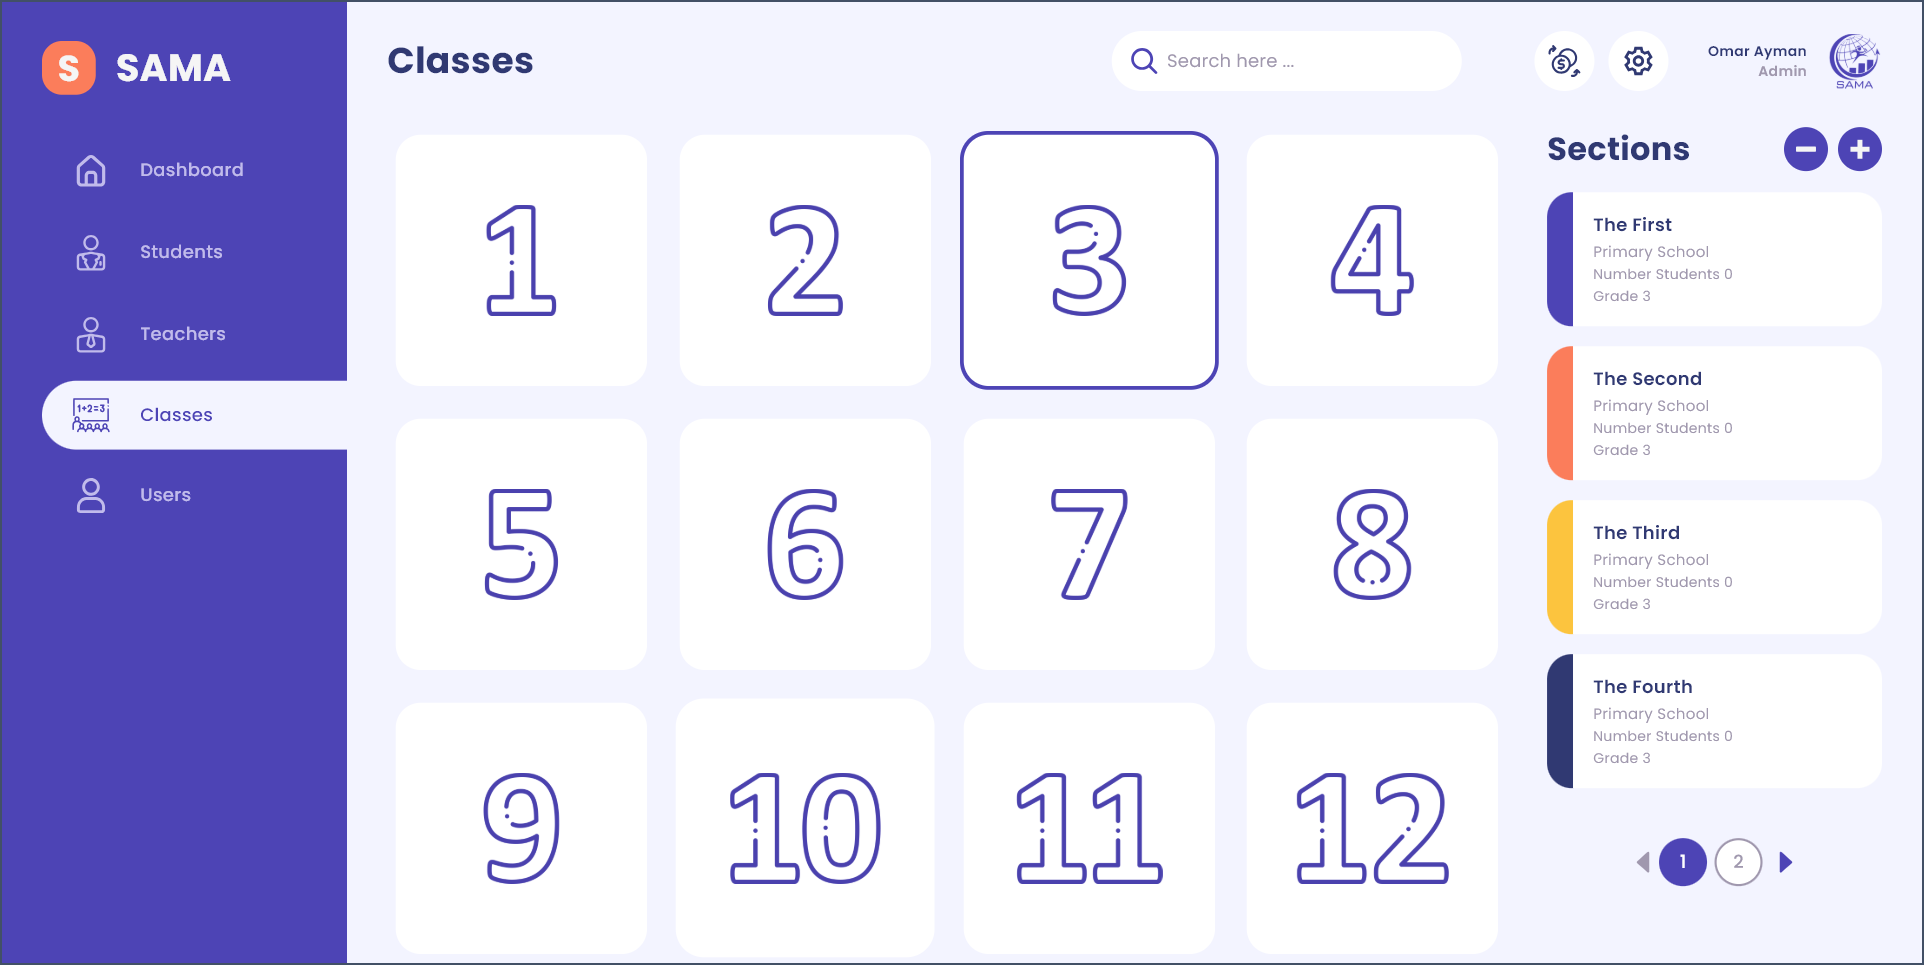 S SAMA
Dashboard
Students
Teachers
1+2=3
Classes
Users
Classes
Search here ...
$
Omar Ayman
Admin
SAMA
1 2 3 4
5 6 7 8
9 10 11 12
Sections
The First
Primary School
Number Students 0
Grade 3
The Second
Primary School
Number Students 0
Grade 3
The Third
Primary School
Number Students 0
Grade 3
The Fourth
Primary School
Number Students 0
Grade 3
1 2